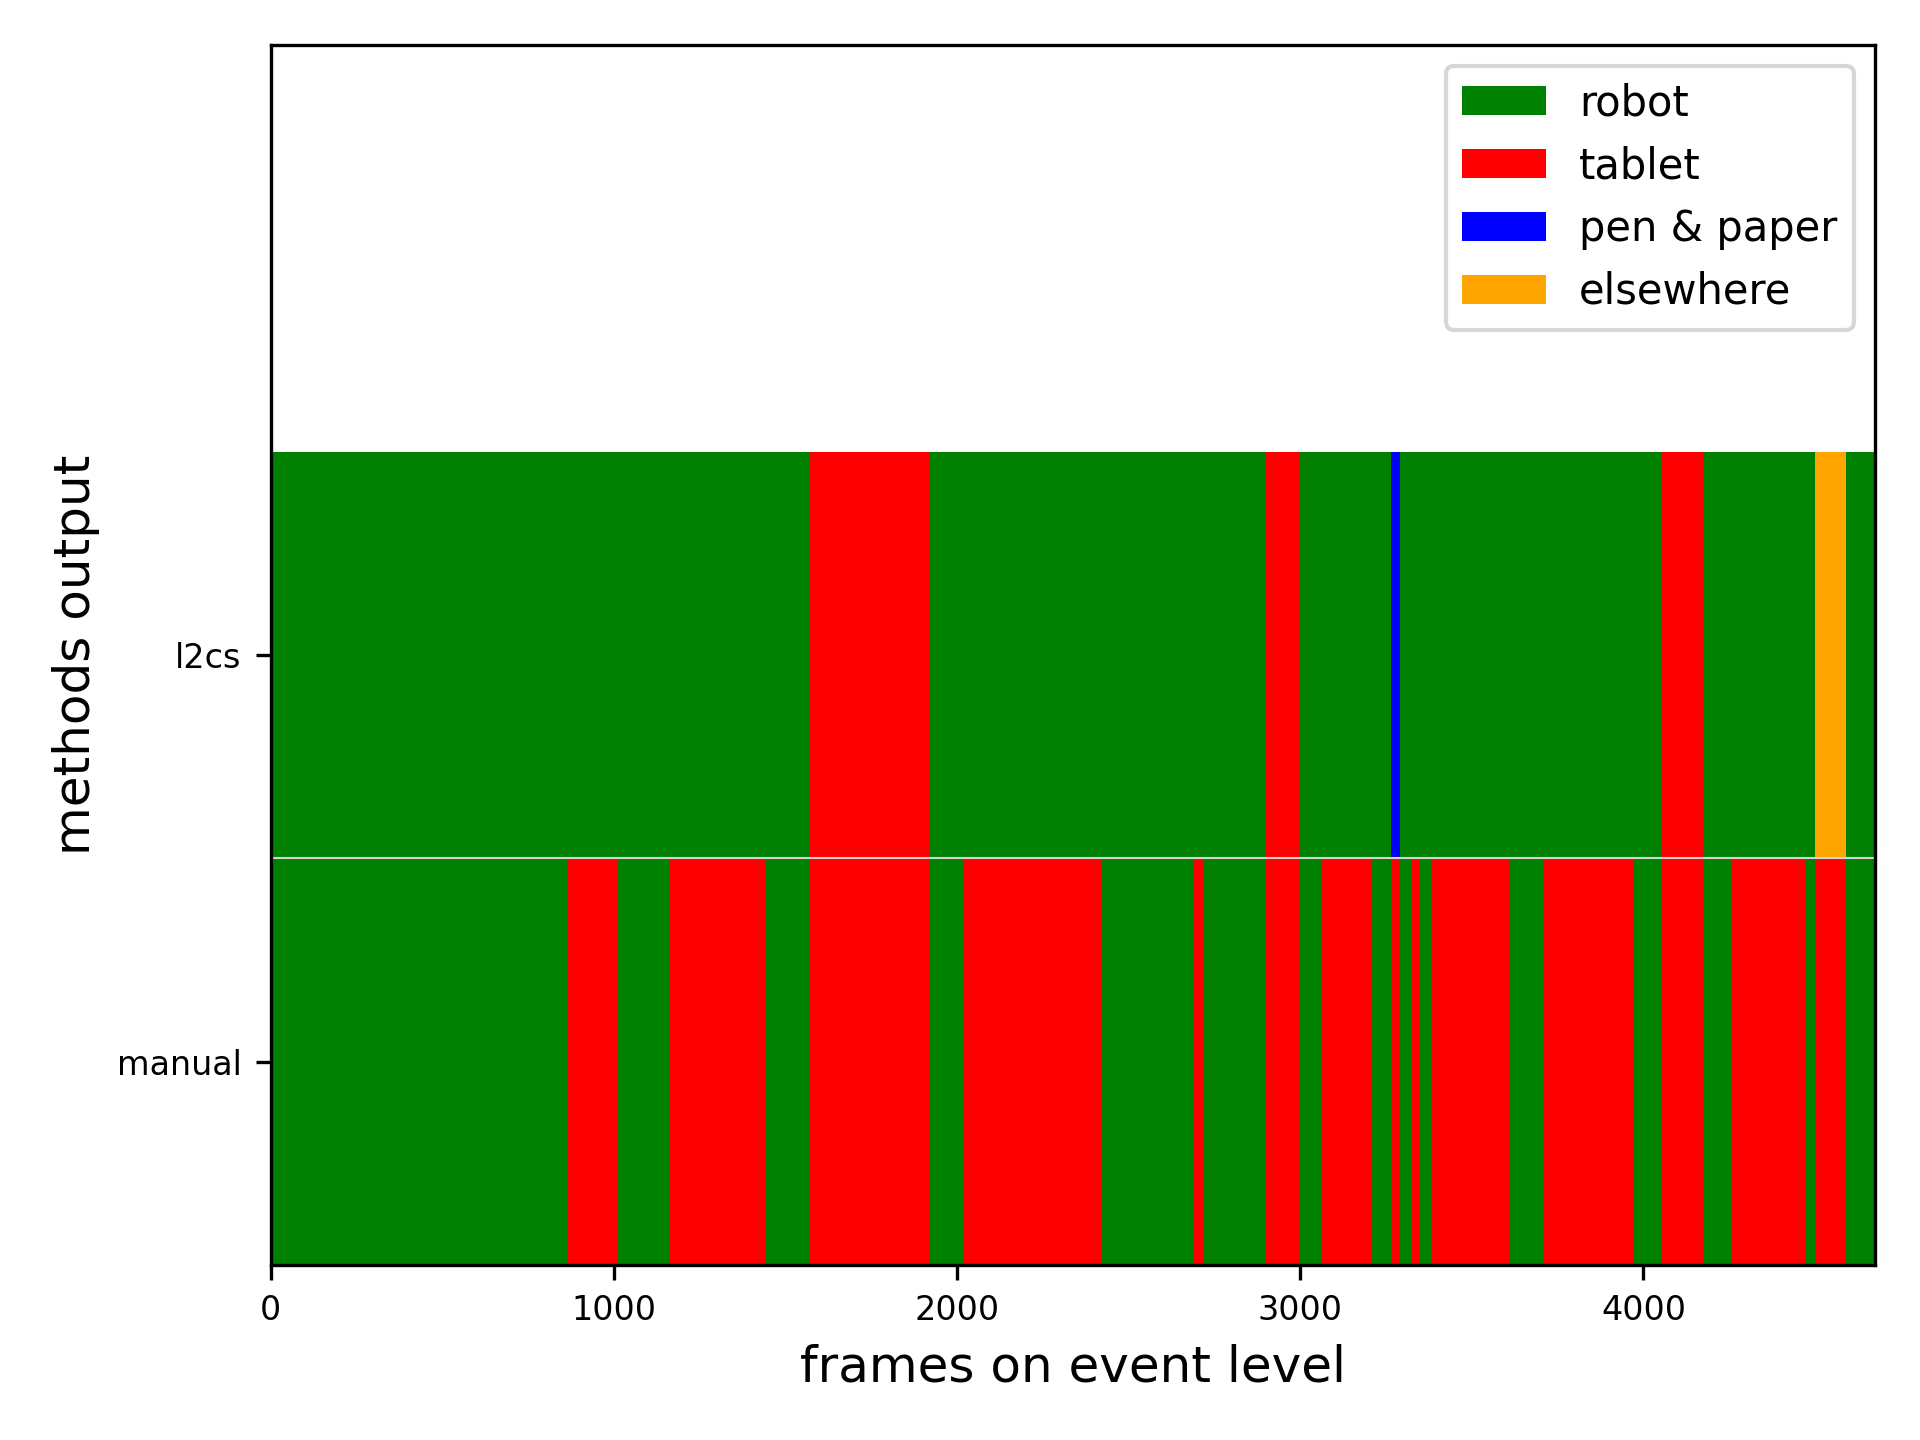 robot
tablet
pen & paper
elsewhere
methods output
l2cs
manual
0 1000 2000 3000 4000
frames on event level